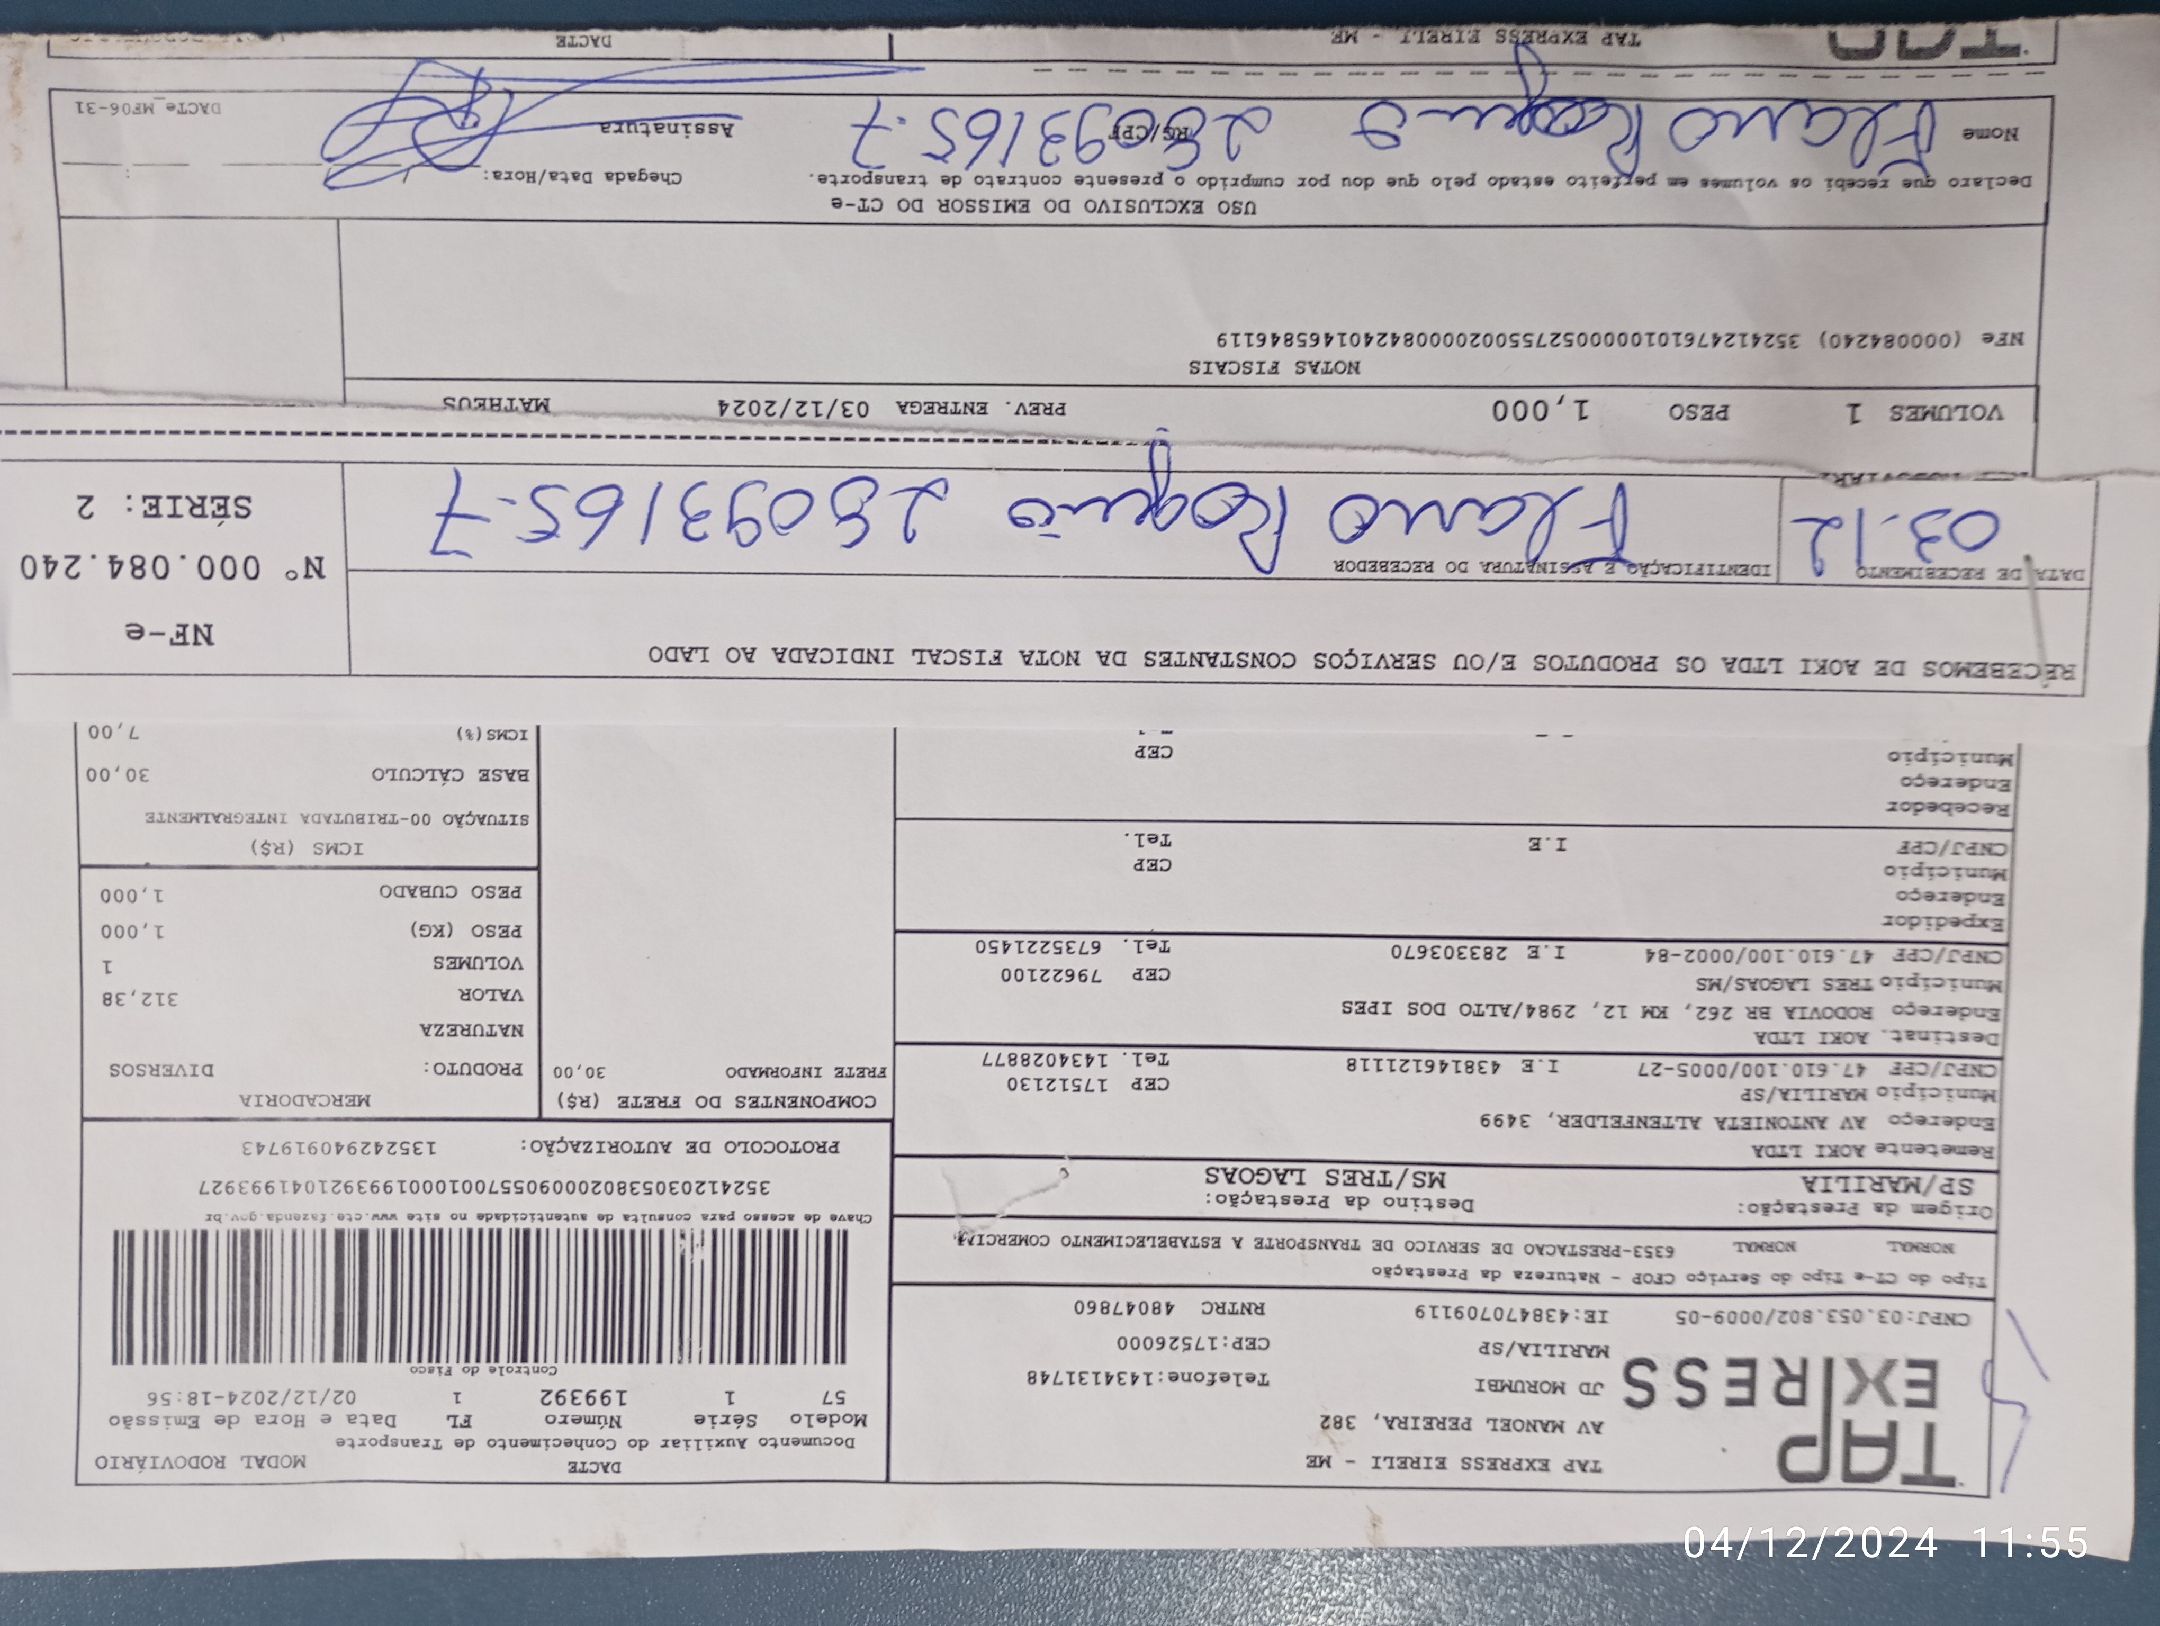 TAP
EXPRESS
TAP EXPRESS EIRELI - ME
AV MANOEL PEREIRA, 382
JD MORUMBI
MARILIA/SP
Telefone:1434131748
CEP:17526000
CNPJ:03.053.802/0009-05 IE:438470709119 RNTRC 48047860
DACTE
MODAL RODOVIÁRIO
Documento Auxiliar do Conhecimento de Transporte
Modelo Série Número FL Data e Hora de Emissão
57 1 199392 1 02/12/2024-18:56
Controle do Fisco
Chave de acesso para consulta de autenticidade no site www.cte.fazenda.gov.br
35241203053802000905570010001993921041993927
PROTOCOLO DE AUTORIZAÇÃO: 135242940919743
Tipo do CT-e Tipo do Serviço CFOP - Natureza da Prestação
NORMAL NORMAL 6353-PRESTACAO DE SERVICO DE TRANSPORTE A ESTABELECIMENTO COMERCIAL
Origem da Prestação: Destino da Prestação:
SP/MARILIA MS/TRES LAGOAS
Remetente AOKI LTDA
Endereço AV ANTONIETA ALTENFELDER, 3499
Município MARILIA/SP CEP 17512130
CNPJ/CPF 47.610.100/0005-27 I.E 438146121118 Tel. 1434028877
Destinat. AOKI LTDA
Endereço RODOVIA BR 262, KM 12, 2984/ALTO DOS IPES
Município TRES LAGOAS/MS CEP 79622100
CNPJ/CPF 47.610.100/0002-84 I.E 283303670 Tel. 6735221450
Expedidor
Endereço
Município CEP
CNPJ/CPF I.E Tel.
Recebedor
Endereço
Município CEP
COMPONENTES DO FRETE (R$)
FRETE INFORMADO 30,00
MERCADORIA
PRODUTO: DIVERSOS
NATUREZA
VALOR 312,38
VOLUMES 1
PESO (KG) 1,000
PESO CUBADO 1,000
ICMS (R$)
SITUAÇÃO 00-TRIBUTADA INTEGRALMENTE
BASE CÁLCULO 30,00
ICMS(%) 7,00
RECEBEMOS DE AOKI LTDA OS PRODUTOS E/OU SERVIÇOS CONSTANTES DA NOTA FISCAL INDICADA AO LADO
NF-e
Nº 000.084.240
SÉRIE: 2
DATA DE RECEBIMENTO IDENTIFICAÇÃO E ASSINATURA DO RECEBEDOR
03.12 28093165-7
VOLUMES 1 PESO 1,000 PREV. ENTREGA 03/12/2024 MATHEUS
NOTAS FISCAIS
NFe (000084240) 35241247610100000527550020000842401465846119
USO EXCLUSIVO DO EMISSOR DO CT-e
Declaro que recebi os volumes em perfeito estado pelo que dou por cumprido o presente contrato de transporte. Chegada Data/Hora: / :
Nome RG/CPF 28093165-7 Assinatura
DACTe_MF06-31
TAP EXPRESS EIRELI - ME
DACTE
04/12/2024 11:55